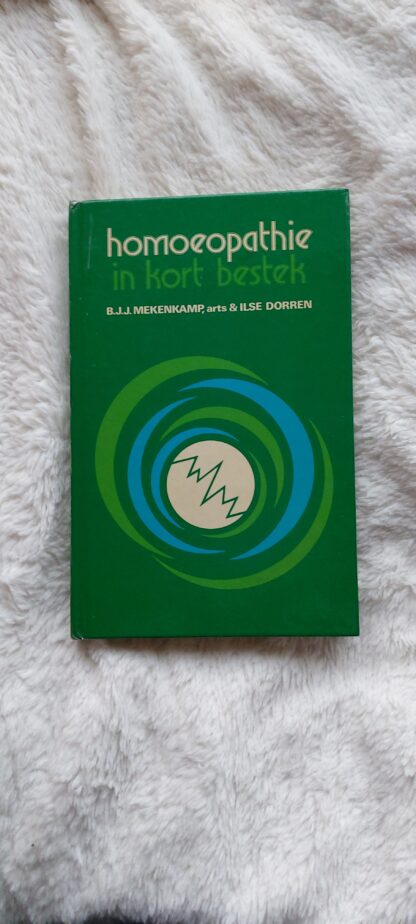 homoeopathie
in kort bestek
B.J.J. MEKENKAMP, arts & ILSE DORREN